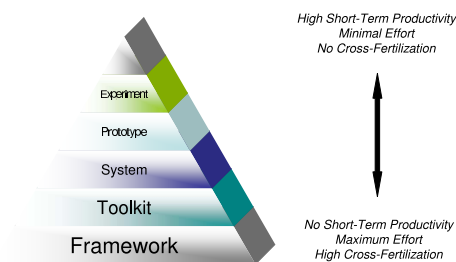 High Short-Term Productivity
Minimal Effort
No Cross-Fertilization
Experiment
Prototype
System
Toolkit
Framework
No Short-Term Productivity
Maximum Effort
High Cross-Fertilization